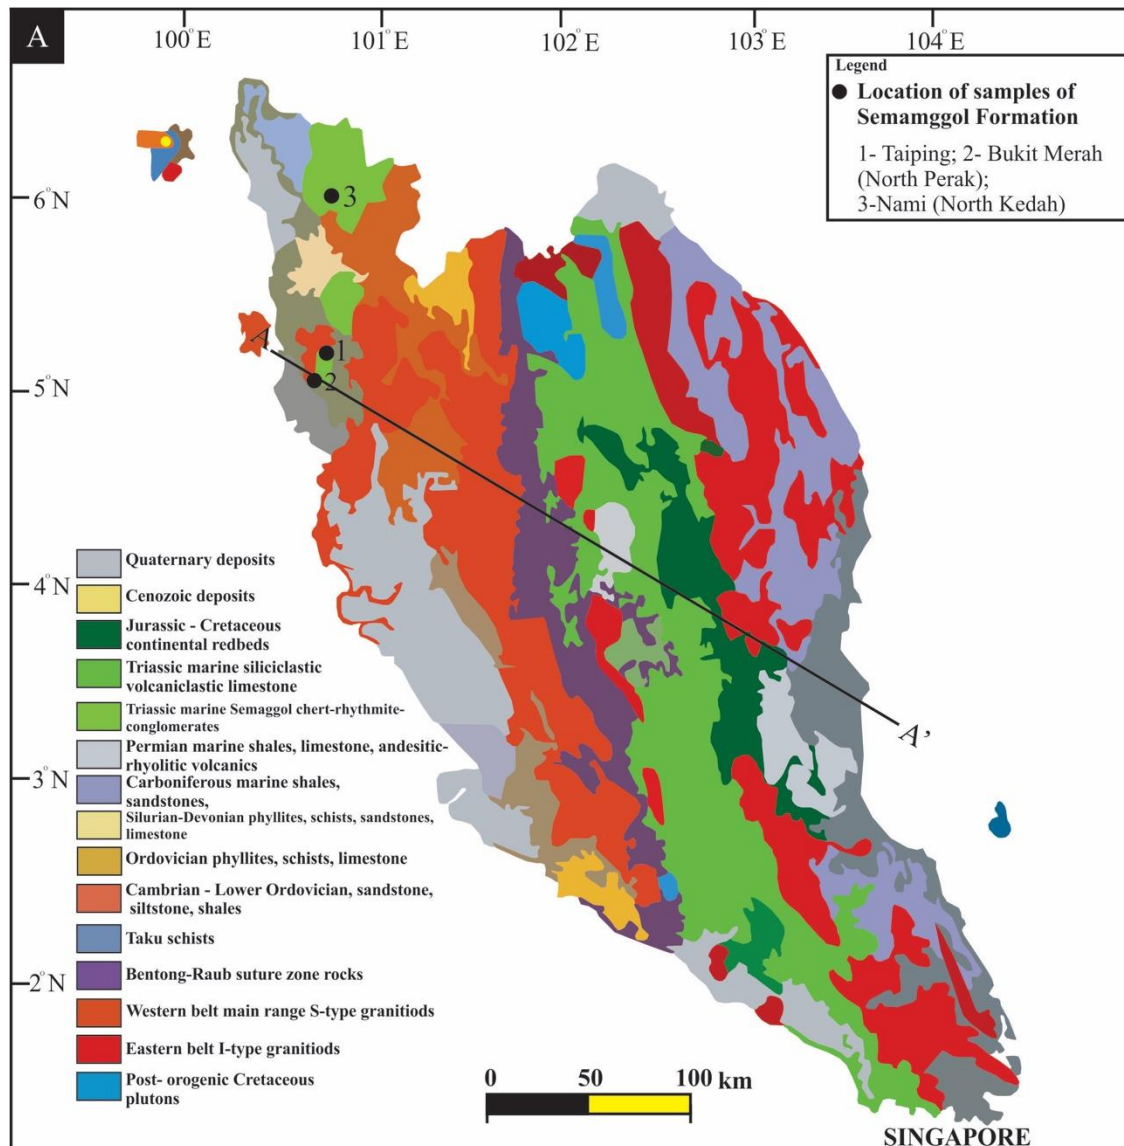 A
100°E
101°E
102°E
103°E
104°E
Legend
Location of samples of
Semamggol Formation
1- Taiping; 2- Bukit Merah
(North Perak);
3-Nami (North Kedah)
6°N
5°N
4°N
3°N
2°N
3
1
2
A
A’
Quaternary deposits
Cenozoic deposits
Jurassic - Cretaceous
continental redbeds
Triassic marine siliciclastic
volcaniclastic limestone
Triassic marine Semaggol chert-rhythmite-
conglomerates
Permian marine shales, limestone, andesitic-
rhyolitic volcanics
Carboniferous marine shales,
sandstones,
Silurian-Devonian phyllites, schists, sandstones,
limestone
Ordovician phyllites, schists, limestone
Cambrian - Lower Ordovician, sandstone,
siltstone, shales
Taku schists
Bentong-Raub suture zone rocks
Western belt main range S-type granitiods
Eastern belt I-type granitiods
Post- orogenic Cretaceous
plutons
0 50 100 km
SINGAPORE